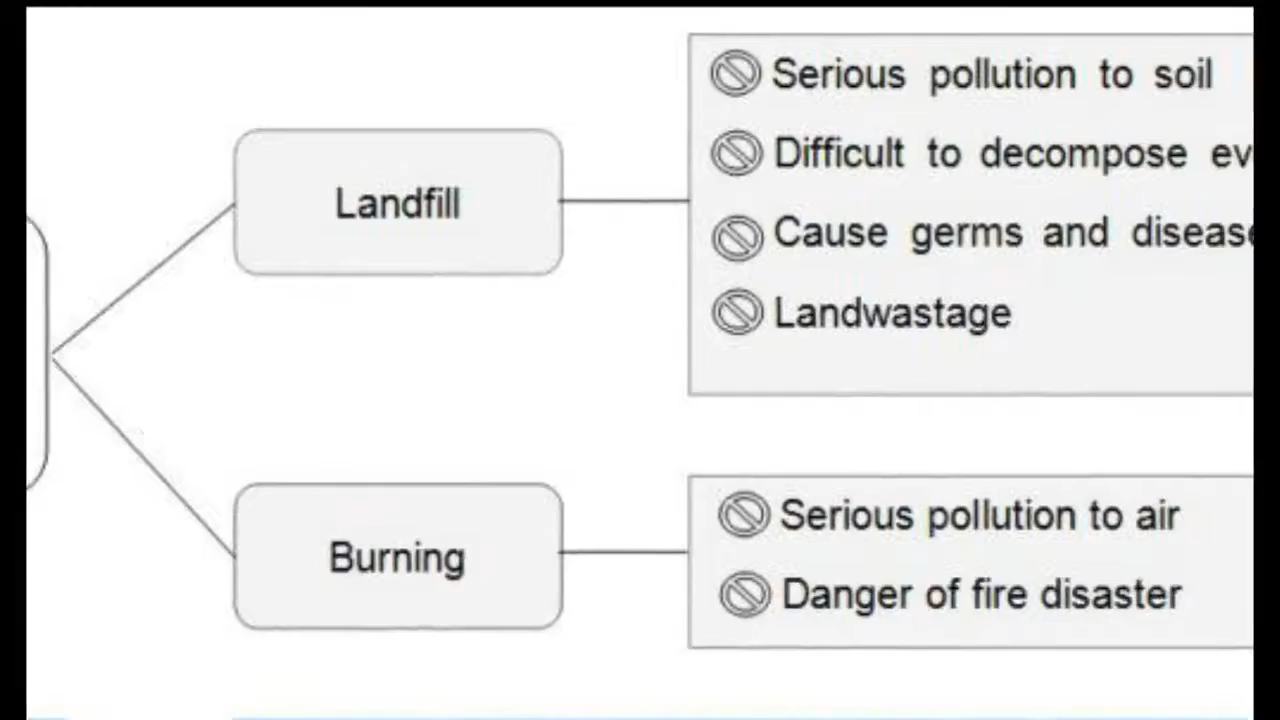 Serious pollution to soil
Difficult to decompose
Landfill
Cause germs and
Landwastage
Serious pollution to air
Burning
Danger of fire disaster